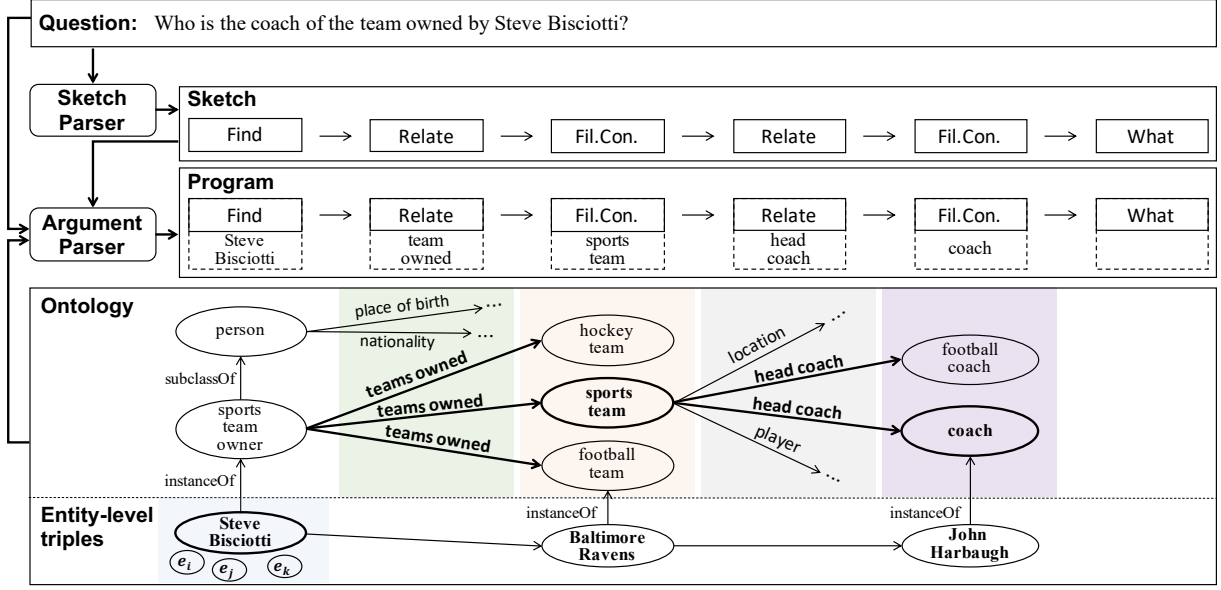 Question: Who is the coach of the team owned by Steve Bisciotti?
Sketch
Parser
Sketch
Find
Relate
Fil.Con.
Relate
Fil.Con.
What
Argument
Parser
Program
Find
Relate
Fil.Con.
Relate
Fil.Con.
What
Steve
Bisciotti
team
owned
sports
team
head
coach
coach
Ontology
person
place of birth
...
nationality
...
subclassOf
sports
team
owner
teams owned
teams owned
teams owned
hockey
team
sports
team
football
team
location
...
head coach
head coach
player
...
football
coach
coach
instanceOf
instanceOf
instanceOf
Entity-level
triples
Steve
Bisciotti
Baltimore
Ravens
John
Harbaugh
e_i
e_j
e_k